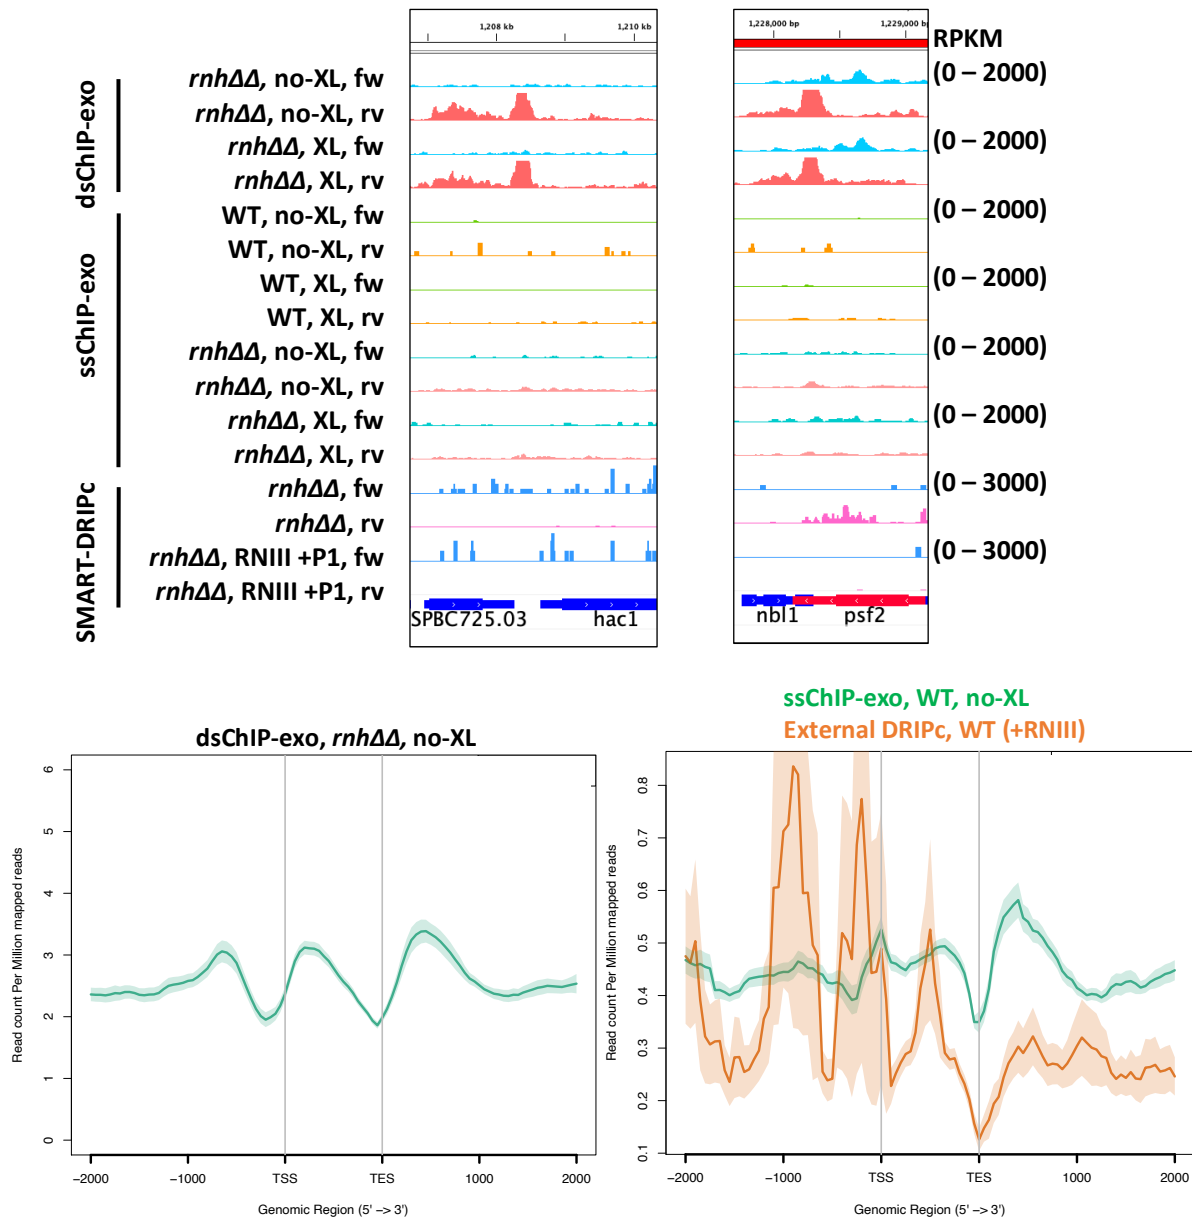 1,208 kb 1,210 kb
1,228,000 bp 1,229,000 bp
RPKM
dsChIP-exo
rnhΔΔ, no-XL, fw (0 – 2000)
rnhΔΔ, no-XL, rv
rnhΔΔ, XL, fw (0 – 2000)
rnhΔΔ, XL, rv
ssChIP-exo
WT, no-XL, fw (0 – 2000)
WT, no-XL, rv
WT, XL, fw (0 – 2000)
WT, XL, rv
rnhΔΔ, no-XL, fw (0 – 2000)
rnhΔΔ, no-XL, rv
rnhΔΔ, XL, fw (0 – 2000)
rnhΔΔ, XL, rv
SMART-DRIPc
rnhΔΔ, fw (0 – 3000)
rnhΔΔ, rv
rnhΔΔ, RNIII +P1, fw (0 – 3000)
rnhΔΔ, RNIII +P1, rv
SPBC725.03 hac1
nbl1 psf2
dsChIP-exo, rnhΔΔ, no-XL
Read count Per Million mapped reads
6
5
4
3
2
1
0
-2000 -1000 TSS TES 1000 2000
Genomic Region (5' -> 3')
ssChIP-exo, WT, no-XL
External DRIPc, WT (+RNIII)
Read count Per Million mapped reads
0.8
0.7
0.6
0.5
0.4
0.3
0.2
0.1
-2000 -1000 TSS TES 1000 2000
Genomic Region (5' -> 3')